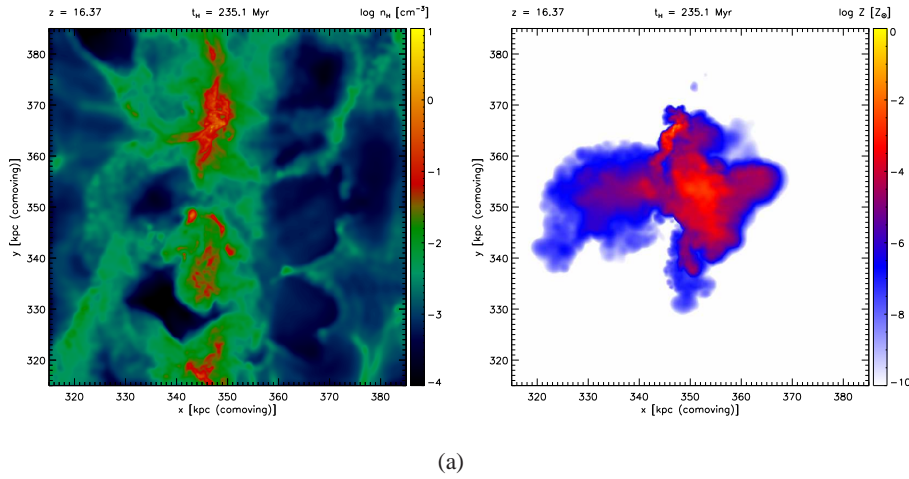 z = 16.37 t_H = 235.1 Myr log n_H [cm^−3]
z = 16.37 t_H = 235.1 Myr log Z [Z_⊙]
380
370
360
350
340
330
320
y [kpc (comoving)]
320 330 340 350 360 370 380
x [kpc (comoving)]
1
0
−1
−2
−3
−4
380
370
360
350
340
330
320
y [kpc (comoving)]
320 330 340 350 360 370 380
x [kpc (comoving)]
0
−2
−4
−6
−8
−10
(a)